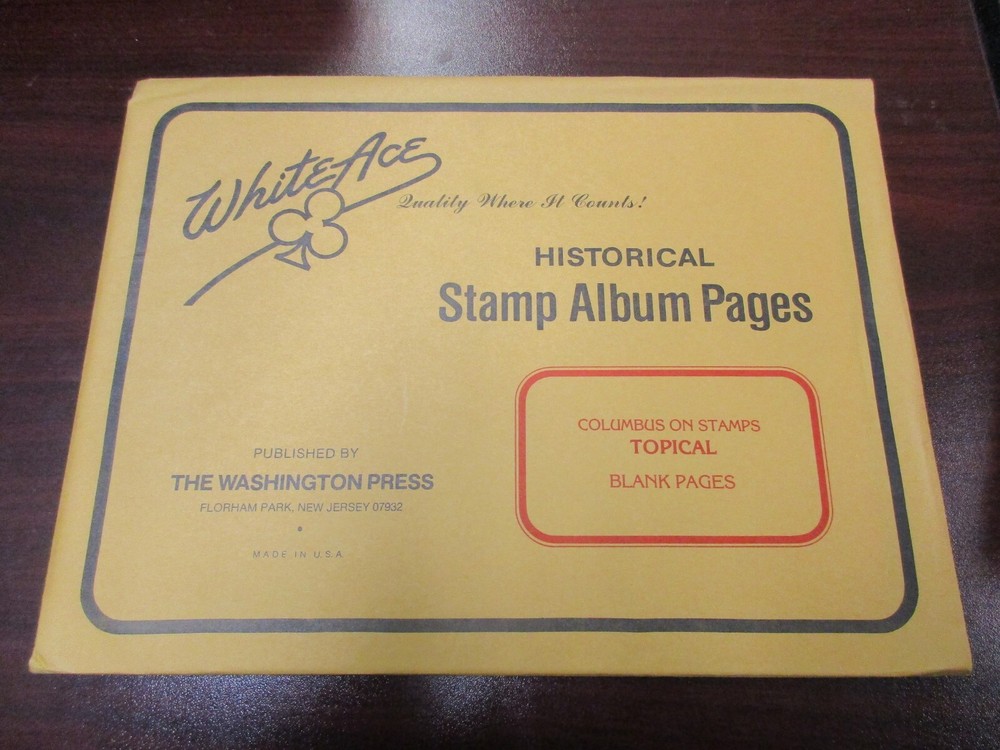 White Ace
Quality Where It Counts!
HISTORICAL
Stamp Album Pages
COLUMBUS ON STAMPS
TOPICAL
BLANK PAGES
PUBLISHED BY
THE WASHINGTON PRESS
FLORHAM PARK, NEW JERSEY 07932
•
MADE IN U.S.A.